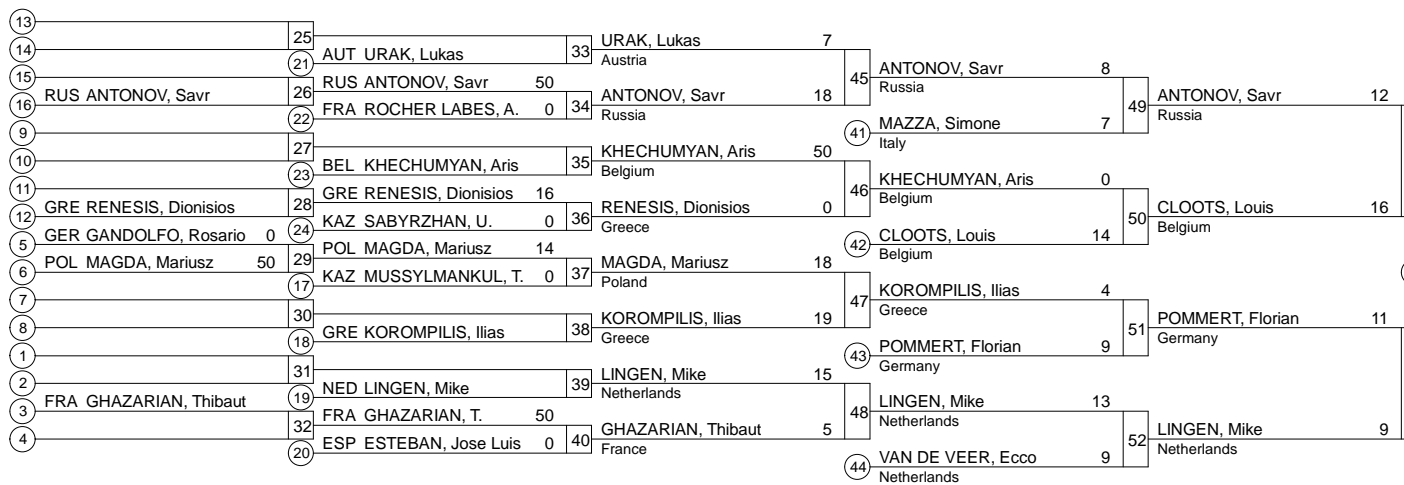 13
25
URAK, Lukas 7
14
21 AUT URAK, Lukas
33
Austria
15
RUS ANTONOV, Savr 50
45
ANTONOV, Savr 8
16 RUS ANTONOV, Savr
26
ANTONOV, Savr 18
Russia
22 FRA ROCHER LABES, A. 0
34
Russia
49
ANTONOV, Savr 12
Russia
9
41 MAZZA, Simone 7
Italy
10
27
KHECHUMYAN, Aris 50
23 BEL KHECHUMYAN, Aris
35
Belgium
11
GRE RENESIS, Dionisios 16
46
KHECHUMYAN, Aris 0
Belgium
12 GRE RENESIS, Dionisios
28
RENESIS, Dionisios 0
24 KAZ SABYRZHAN, U. 0
36
Greece
50
CLOOTS, Louis 16
Belgium
5 GER GANDOLFO, Rosario 0
42 CLOOTS, Louis 14
Belgium
6 POL MAGDA, Mariusz 50
29
POL MAGDA, Mariusz 14
MAGDA, Mariusz 18
17 KAZ MUSSYLMANKUL, T. 0
37
Poland
7
47
KOROMPILIS, Ilias 4
Greece
8
30
KOROMPILIS, Ilias 19
18 GRE KOROMPILIS, Ilias
38
Greece
51
POMMERT, Florian 11
Germany
1
43 POMMERT, Florian 9
Germany
2
31
LINGEN, Mike 15
19 NED LINGEN, Mike
39
Netherlands
3 FRA GHAZARIAN, Thibaut
48
LINGEN, Mike 13
Netherlands
4
32
FRA GHAZARIAN, T. 50
GHAZARIAN, Thibaut 5
20 ESP ESTEBAN, Jose Luis 0
40
France
52
LINGEN, Mike 9
Netherlands
44 VAN DE VEER, Ecco 9
Netherlands